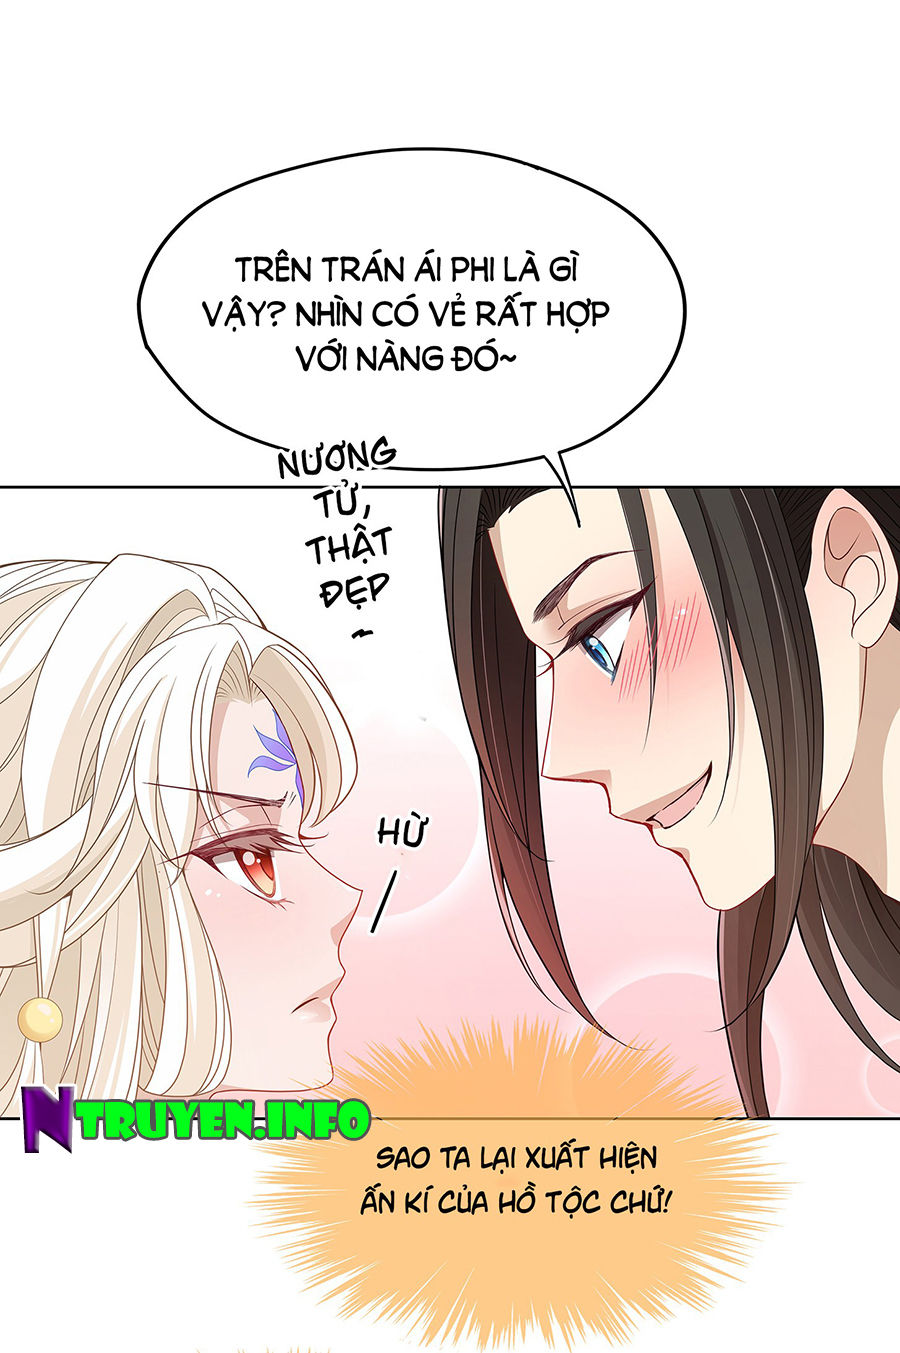 TRÊN TRÁN ÁI PHI LÀ GÌ
VẬY? NHÌN CÓ VẺ RẤT HỢP
VỚI NÀNG ĐÓ~
NƯƠNG
TỬ,
THẬT
ĐẸP
~
HỪ
NTRUYEN.INFO
SAO TA LẠI XUẤT HIỆN
ẤN KÍ CỦA HỒ TỘC CHỨ!